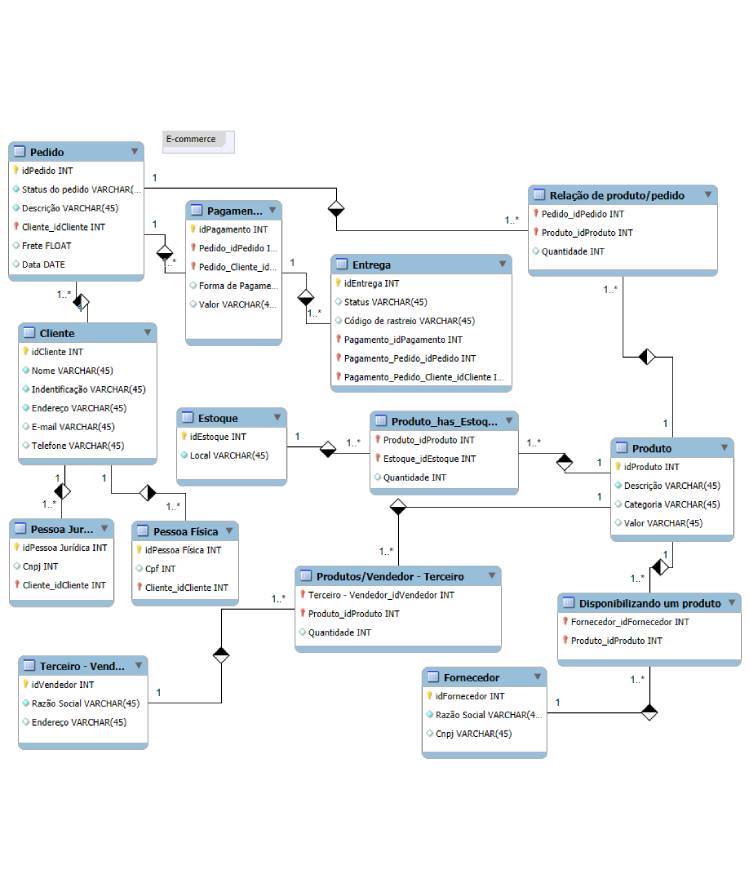 E-commerce
Pedido
idPedido INT
Status do pedido VARCHAR(...
Descrição VARCHAR(45)
Cliente_idCliente INT
Frete FLOAT
Data DATE
1
1..*
Pagamen...
idPagamento INT
Pedido_idPedido I...
Pedido_Cliente_id...
Forma de Pagame...
Valor VARCHAR(4...
1
1..*
Relação de produto/pedido
Pedido_idPedido INT
Produto_idProduto INT
Quantidade INT
Entrega
idEntrega INT
Status VARCHAR(45)
Código de rastreio VARCHAR(45)
Pagamento_idPagamento INT
Pagamento_Pedido_idPedido INT
Pagamento_Pedido_Cliente_idCliente I...
1
1..*
1..*
1
Cliente
idCliente INT
Nome VARCHAR(45)
Indentificação VARCHAR(45)
Endereço VARCHAR(45)
E-mail VARCHAR(45)
Telefone VARCHAR(45)
1..*
1
Estoque
idEstoque INT
Local VARCHAR(45)
1
1..*
Produto_has_Estoq...
Produto_idProduto INT
Estoque_idEstoque INT
Quantidade INT
1..*
1
Produto
idProduto INT
Descrição VARCHAR(45)
Categoria VARCHAR(45)
Valor VARCHAR(45)
1
1..*
1
1..*
Pessoa Jur...
idPessoa Jurídica INT
Cnpj INT
Cliente_idCliente INT
Pessoa Física
idPessoa Física INT
Cpf INT
Cliente_idCliente INT
1
1..*
Produtos/Vendedor - Terceiro
Terceiro - Vendedor_idVendedor INT
Produto_idProduto INT
Quantidade INT
1
1..*
Disponibilizando um produto
Fornecedor_idFornecedor INT
Produto_idProduto INT
1..*
1
Terceiro - Vend...
idVendedor INT
Razão Social VARCHAR(45)
Endereço VARCHAR(45)
1
1..*
Fornecedor
idFornecedor INT
Razão Social VARCHAR(4...
Cnpj VARCHAR(45)
1
1..*